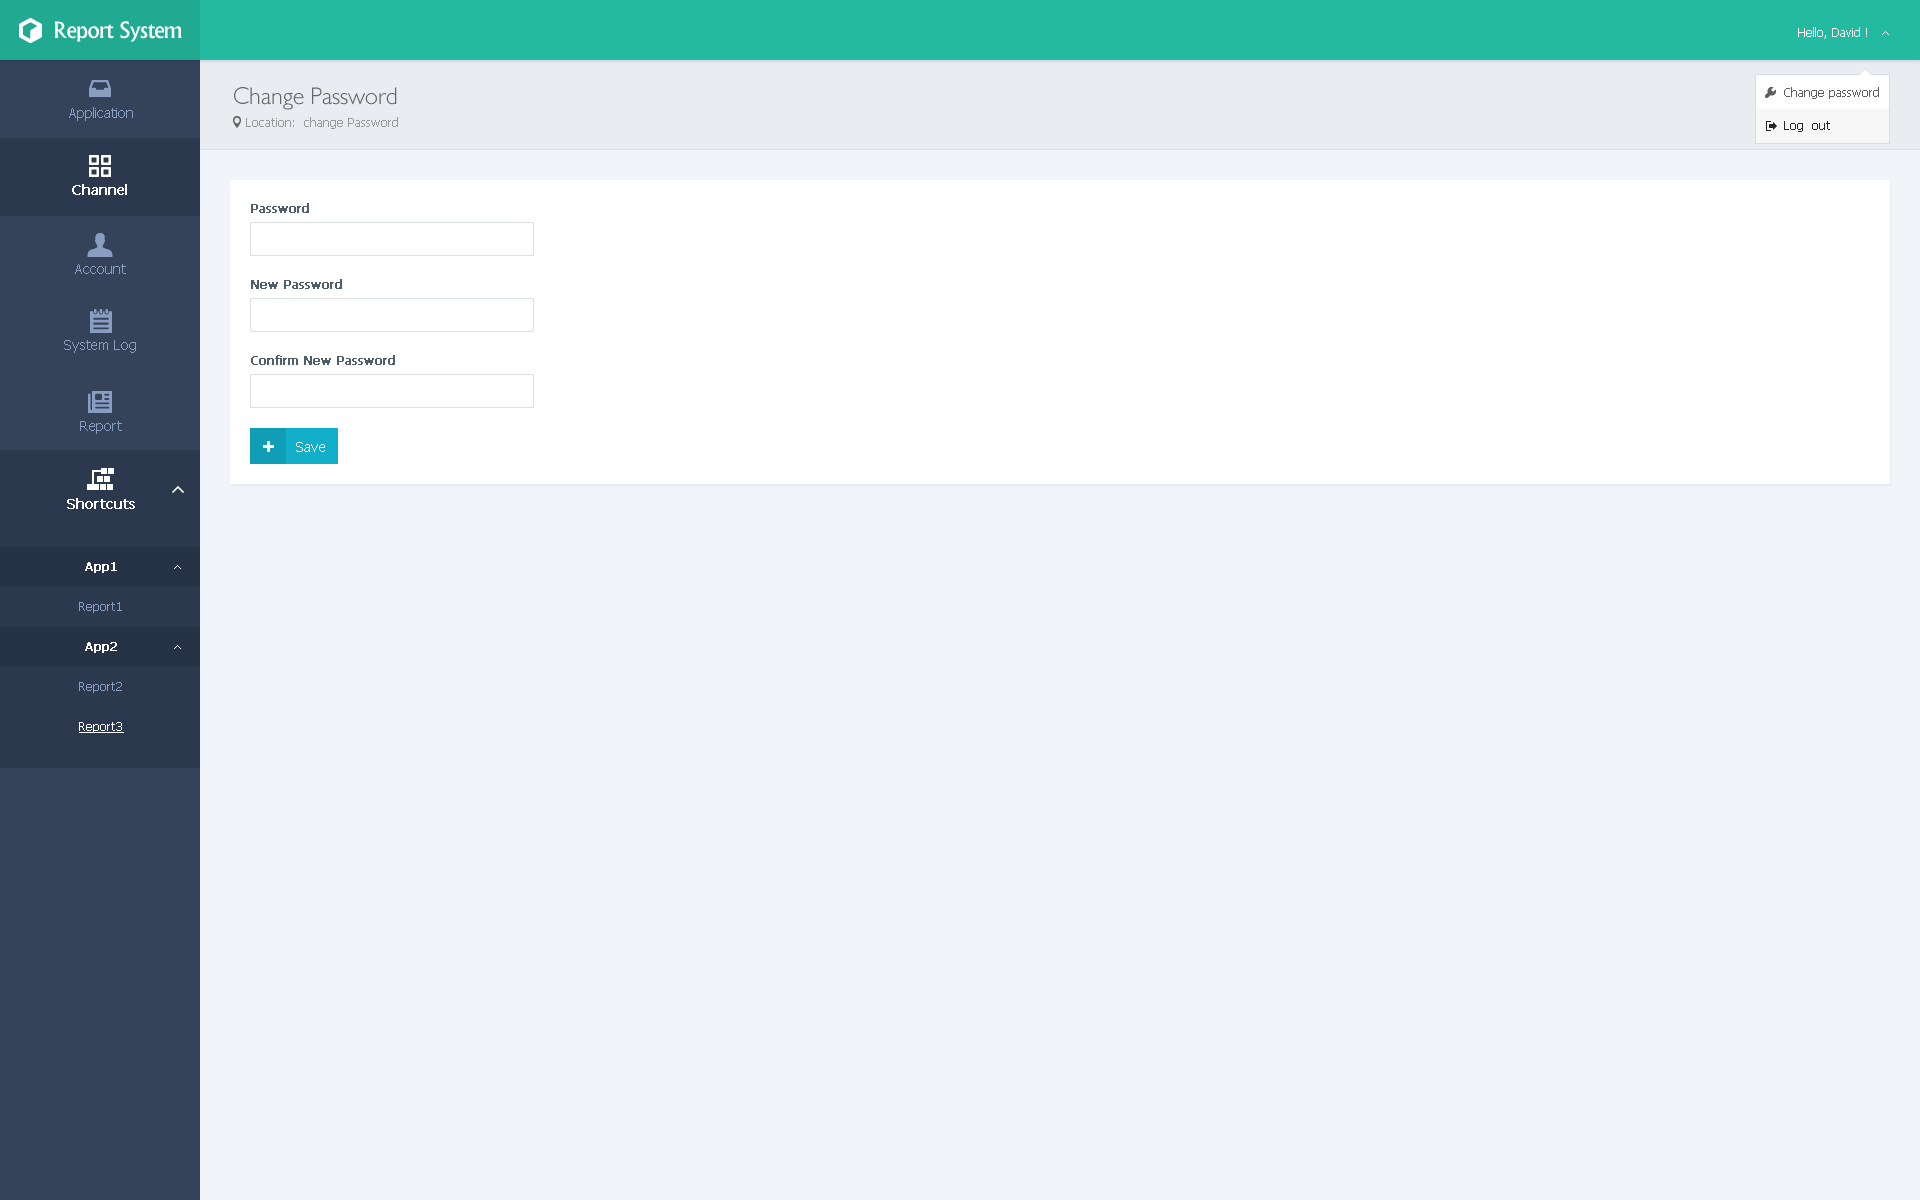 Report System
Hello, David !
Application
Channel
Account
System Log
Report
Shortcuts
App1
Report1
App2
Report2
Report3
Change Password
Location: change Password
Change password
Log out
Password
New Password
Confirm New Password
Save